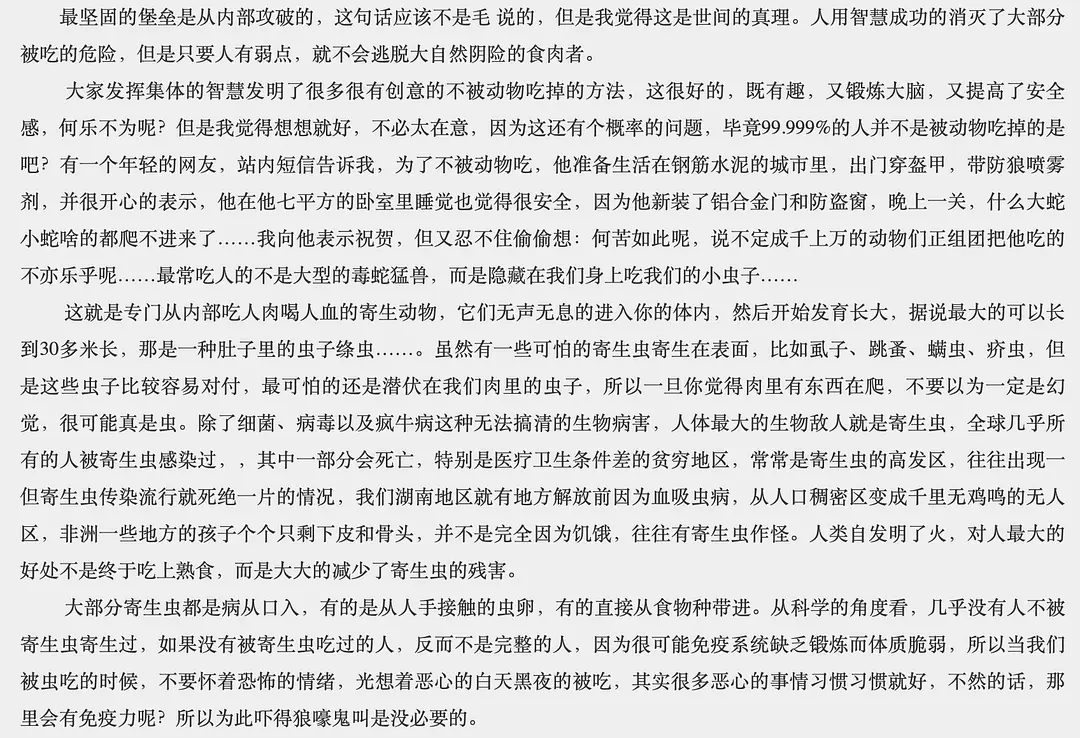 最坚固的堡垒是从内部攻破的，这句话应该不是毛 说的，但是我觉得这是世间的真理。人用智慧成功的消灭了大部分
被吃的危险，但是只要人有弱点，就不会逃脱大自然阴险的食肉者。
大家发挥集体的智慧发明了很多很有创意的不被动物吃掉的方法，这很好的，既有趣，又锻炼大脑，又提高了安全
感，何乐不为呢？但是我觉得想想就好，不必太在意，因为这还有个概率的问题，毕竟99.999%的人并不是被动物吃掉的是
吧？有一个年轻的网友，站内短信告诉我，为了不被动物吃，他准备生活在钢筋水泥的城市里，出门穿盔甲，带防狼喷雾
剂，并很开心的表示，他在他七平方的卧室里睡觉也觉得很安全，因为他新装了铝合金门和防盗窗，晚上一关，什么大蛇
小蛇啥的都爬不进来了……我向他表示祝贺，但又忍不住偷偷想：何苦如此呢，说不定成千上万的动物们正组团把他吃的
不亦乐乎呢……最常吃人的不是大型的毒蛇猛兽，而是隐藏在我们身上吃我们的小虫子……
这就是专门从内部吃人肉喝人血的寄生动物，它们无声无息的进入你的体内，然后开始发育长大，据说最大的可以长
到30多米长，那是一种肚子里的虫子绦虫……。虽然有一些可怕的寄生虫寄生在表面，比如虱子、跳蚤、螨虫、疥虫，但
是这些虫子比较容易对付，最可怕的还是潜伏在我们肉里的虫子，所以一旦你觉得肉里有东西在爬，不要以为一定是幻
觉，很可能真是虫。除了细菌、病毒以及疯牛病这种无法搞清的生物病害，人体最大的生物敌人就是寄生虫，全球几乎所
有的人被寄生虫感染过，，其中一部分会死亡，特别是医疗卫生条件差的贫穷地区，常常是寄生虫的高发区，往往出现一
但寄生虫传染流行就死绝一片的情况，我们湖南地区就有地方解放前因为血吸虫病，从人口稠密区变成千里无鸡鸣的无人
区，非洲一些地方的孩子个个只剩下皮和骨头，并不是完全因为饥饿，往往有寄生虫作怪。人类自发明了火，对人最大的
好处不是终于吃上熟食，而是大大的减少了寄生虫的残害。
大部分寄生虫都是病从口入，有的是从人手接触的虫卵，有的直接从食物种带进。从科学的角度看，几乎没有人不被
寄生虫寄生过，如果没有被寄生虫吃过的人，反而不是完整的人，因为很可能免疫系统缺乏锻炼而体质脆弱，所以当我们
被虫吃的时候，不要怀着恐怖的情绪，光想着恶心的白天黑夜的被吃，其实很多恶心的事情习惯习惯就好，不然的话，那
里会有免疫力呢？所以为此吓得狼嚎鬼叫是没必要的。